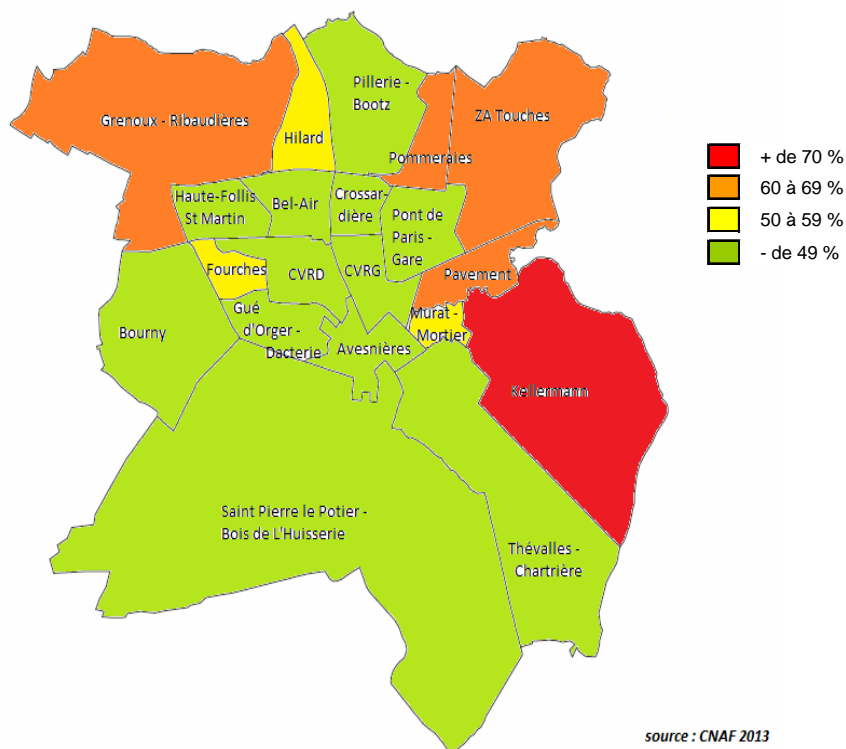 Pillerie -
Bootz
ZA Touches
Grenoux - Ribaudières
Hilard
Pommeraies
+ de 70 %
60 à 69 %
50 à 59 %
- de 49 %
Haute-Follis
St Martin
Bel-Air
Crossar-
dière
Pont de
Paris -
Gare
Fourches
CVRD
CVRG
Pavement
Gué
d'Orger -
Dacterie
Murat -
Mortier
Bourny
Avesnières
Kellermann
Saint Pierre le Potier -
Bois de L'Huisserie
Thévalles -
Chartrière
source : CNAF 2013